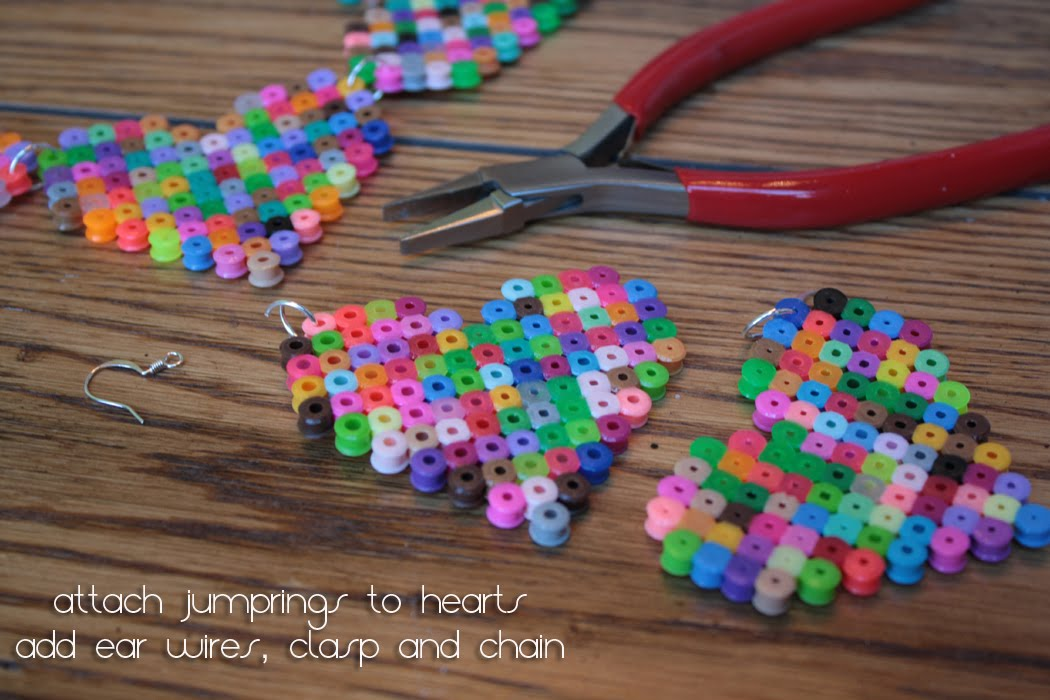 attach jumprings to hearts
add ear wires, clasp and chain